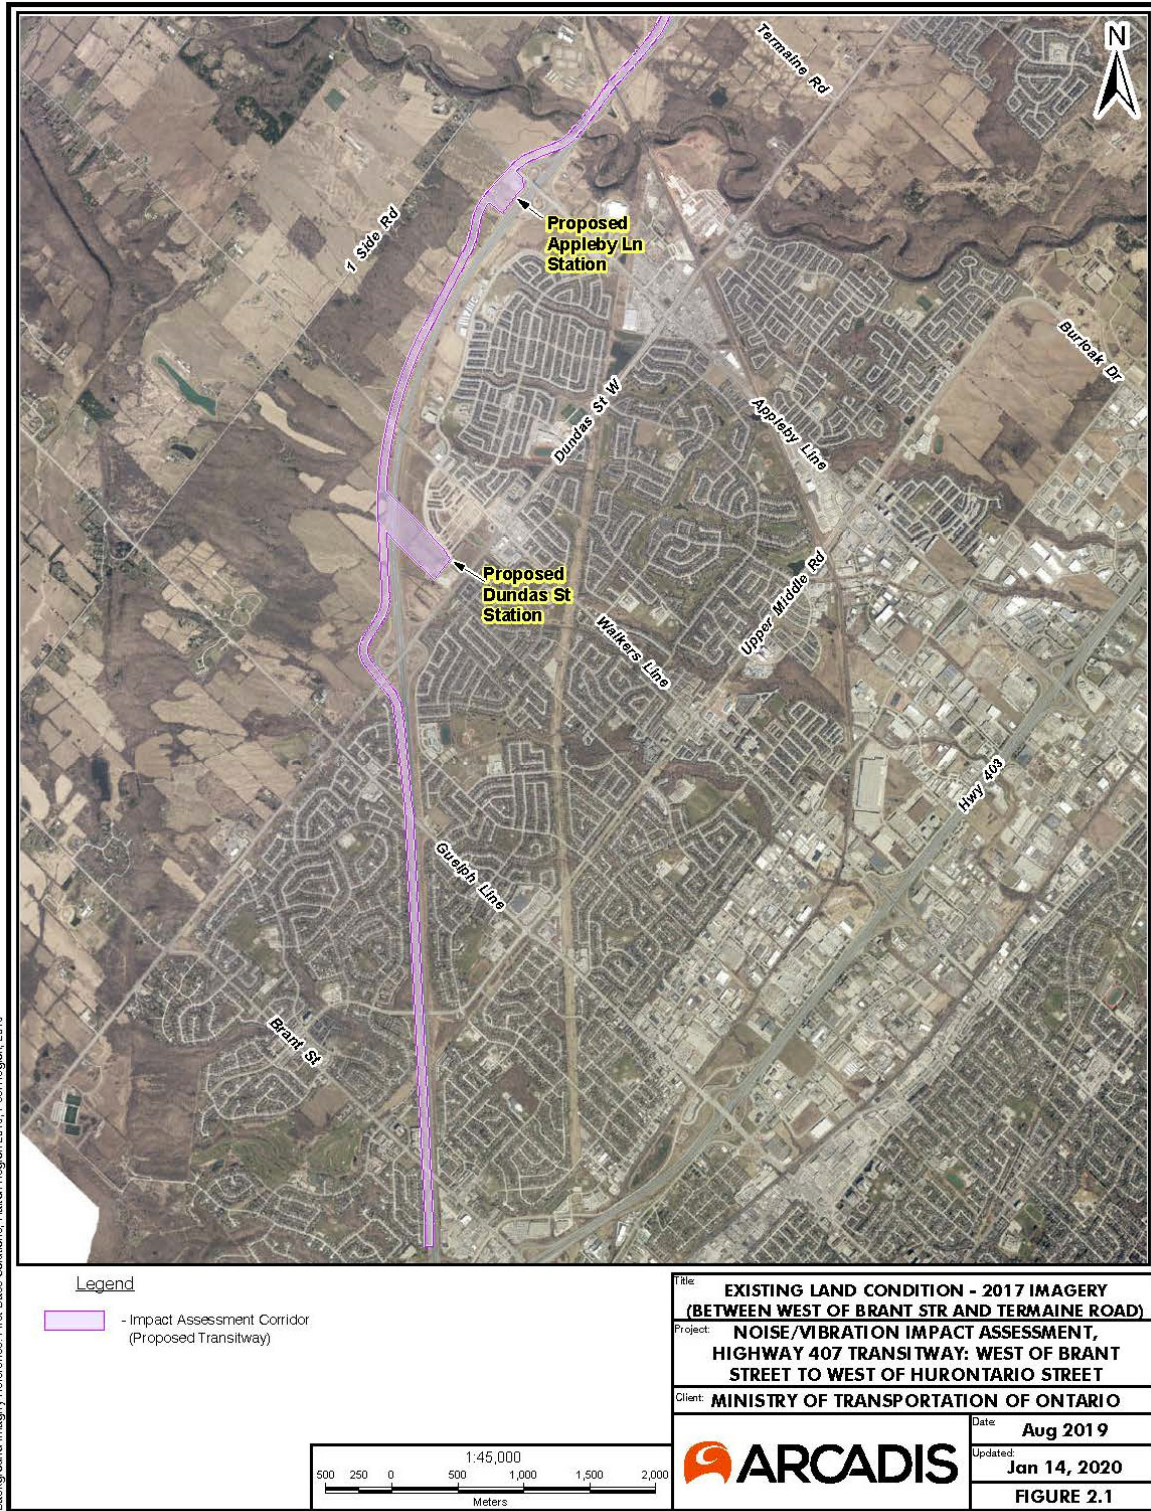 N
Termaine Rd
1 Side Rd
Proposed
Appleby Ln
Station
Burloak Dr
Dundas St W
Appleby Line
Proposed
Dundas St
Station
Walkers Line
Upper Middle Rd
Hwy 403
Guelph Line
Brant St
Legend
- Impact Assessment Corridor
(Proposed Transitway)
1:45,000
500 250 0 500 1,000 1,500 2,000
Meters
Title:
EXISTING LAND CONDITION - 2017 IMAGERY
(BETWEEN WEST OF BRANT STR AND TERMAINE ROAD)
Project:
NOISE/VIBRATION IMPACT ASSESSMENT,
HIGHWAY 407 TRANSITWAY: WEST OF BRANT
STREET TO WEST OF HURONTARIO STREET
Client: MINISTRY OF TRANSPORTATION OF ONTARIO
ARCADIS
Date:
Aug 2019
Updated:
Jan 14, 2020
FIGURE 2.1